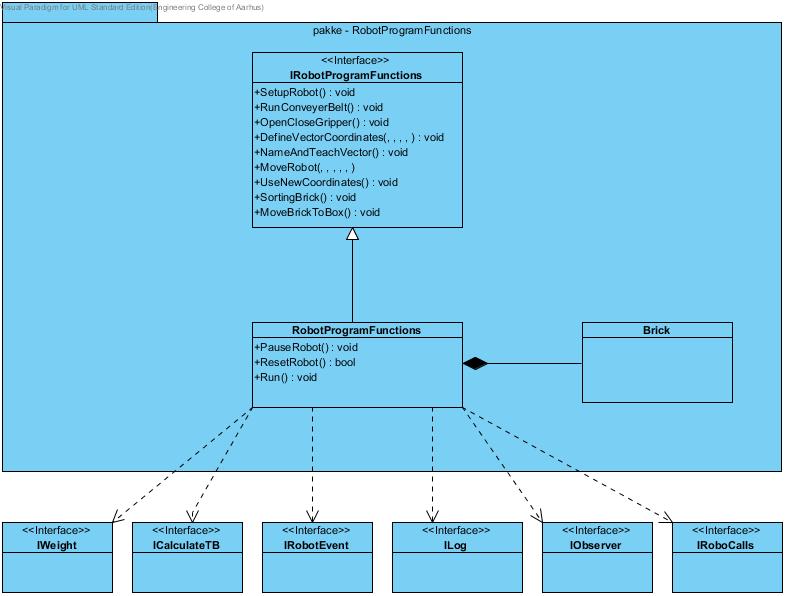 Visual Paradigm for UML Standard Edition(Engineering College of Aarhus)
pakke - RobotProgramFunctions
<<Interface>>
IRobotProgramFunctions
+SetupRobot() : void
+RunConveyerBelt() : void
+OpenCloseGripper() : void
+DefineVectorCoordinates(, , , , ) : void
+NameAndTeachVector() : void
+MoveRobot(, , , , , )
+UseNewCoordinates() : void
+SortingBrick() : void
+MoveBrickToBox() : void
RobotProgramFunctions
+PauseRobot() : void
+ResetRobot() : bool
+Run() : void
Brick
<<Interface>>
IWeight
<<Interface>>
ICalculateTB
<<Interface>>
IRobotEvent
<<Interface>>
ILog
<<Interface>>
IObserver
<<Interface>>
IRoboCalls